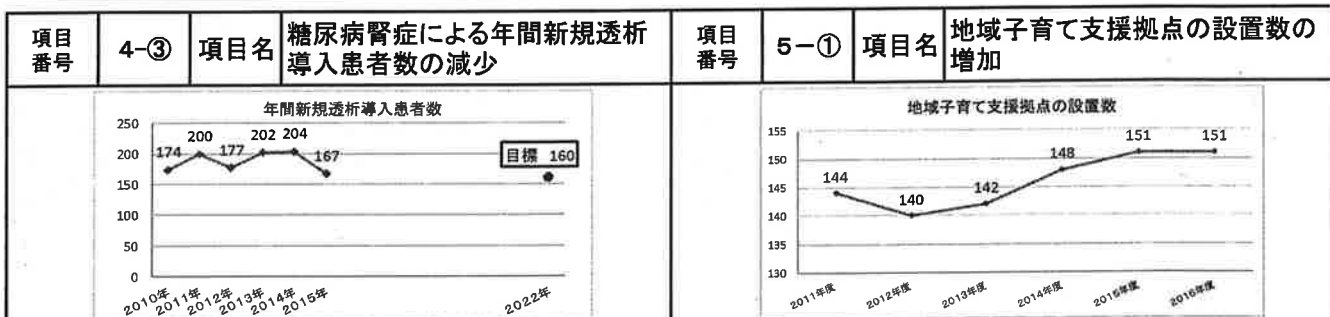 項目番号 4-③ 項目名 糖尿病腎症による年間新規透析導入患者数の減少
年間新規透析導入患者数
250
200
150
100
50
0
174 200 177 202 204 167
目標 160
2010年 2011年 2012年 2013年 2014年 2015年 2022年
項目番号 5-① 項目名 地域子育て支援拠点の設置数の増加
地域子育て支援拠点の設置数
155
150
145
140
135
130
144 140 142 148 151 151
2011年度 2012年度 2013年度 2014年度 2015年度 2016年度